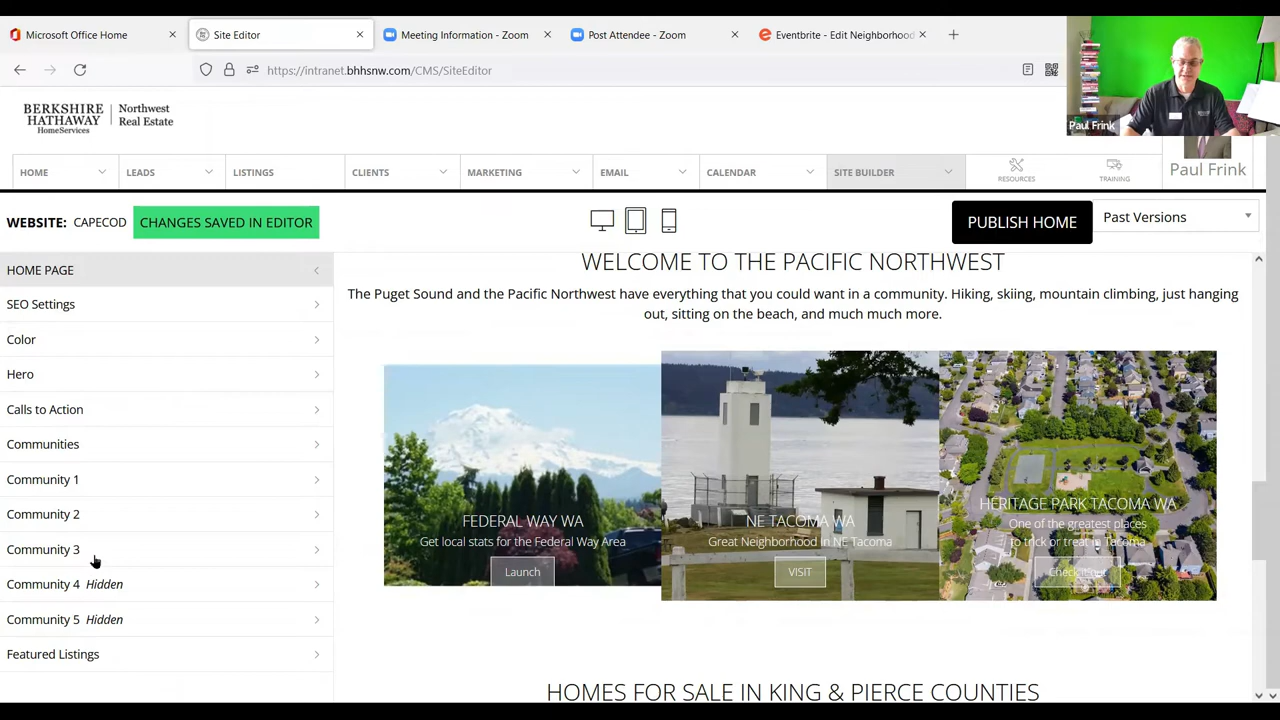 Microsoft Office Home
Site Editor
Meeting Information - Zoom
Post Attendee - Zoom
Eventbrite - Edit Neighborhood
https://intranet.bhhsnw.com/CMS/SiteEditor
Paul Frink
BERKSHIRE HATHAWAY HomeServices
Northwest Real Estate
HOME
LEADS
LISTINGS
CLIENTS
MARKETING
EMAIL
CALENDAR
SITE BUILDER
RESOURCES
TRAINING
Paul Frink
WEBSITE: CAPECOD
CHANGES SAVED IN EDITOR
PUBLISH HOME
Past Versions
HOME PAGE
SEO Settings
Color
Hero
Calls to Action
Communities
Community 1
Community 2
Community 3
Community 4 Hidden
Community 5 Hidden
Featured Listings
WELCOME TO THE PACIFIC NORTHWEST
The Puget Sound and the Pacific Northwest have everything that you could want in a community. Hiking, skiing, mountain climbing, just hanging
out, sitting on the beach, and much much more.
FEDERAL WAY WA
Get local stats for the Federal Way Area
Launch
NE TACOMA WA
Great Neighborhood In NE Tacoma
VISIT
HERITAGE PARK TACOMA WA
One of the greatest places
to trick or treat in Tacoma
Check it out
HOMES FOR SALE IN KING & PIERCE COUNTIES